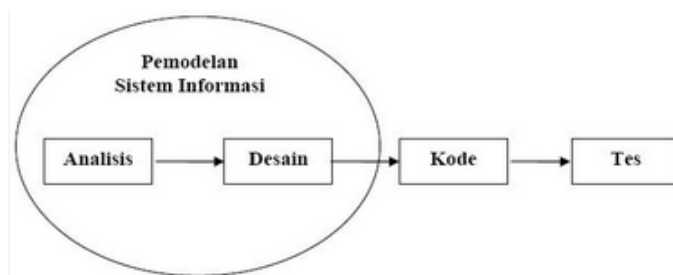 Pemodelan
Sistem Informasi
Analisis
Desain
Kode
Tes